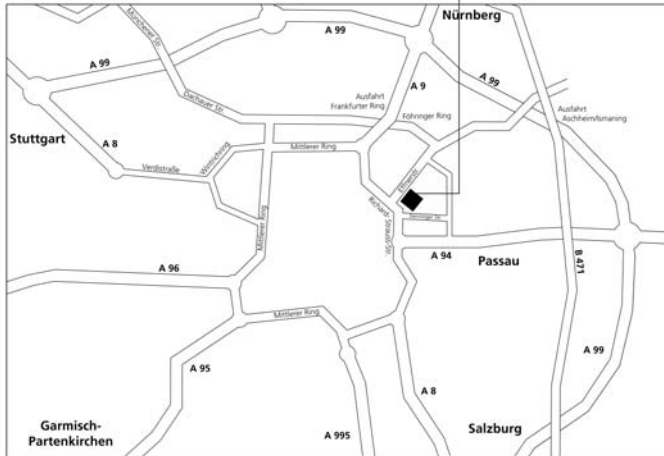 Nürnberg
Münchener Str.
A 99
A 99
A 99
A 9
Dachauer Str
Ausfahrt
Frankfurter Ring
Föhringer Ring
Ausfahrt
Aschheim/Ismaning
Stuttgart
A 8
Verdistraße
Wintrichring
Mittlerer Ring
Effnerstr
Richard-Strauss-Str.
Mittlerer Ring
A 94
Passau
B 471
A 96
Mittlerer Ring
A 95
A 99
A 8
Garmisch-
Partenkirchen
A 995
Salzburg